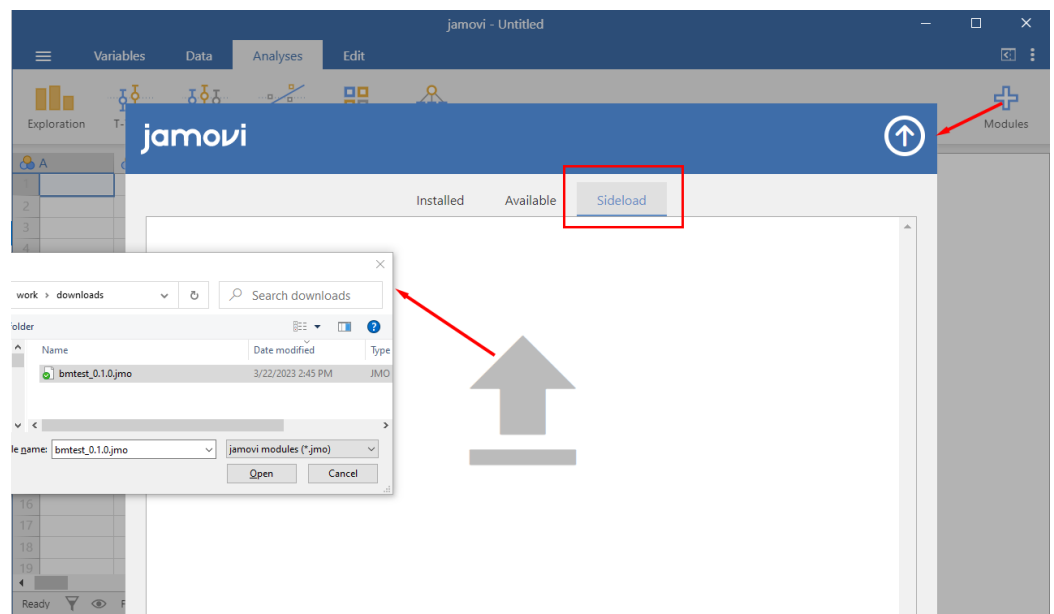 jamovi - Untitled
Variables Data Analyses Edit
Exploration T- Modules
jamovi
A
Installed Available Sideload
1
2
3
4
work > downloads Search downloads
folder
Name Date modified Type
bmtest_0.1.0.jmo 3/22/2023 2:45 PM JMO
le name: bmtest_0.1.0.jmo jamovi modules (*.jmo)
Open Cancel
16
17
18
19
Ready F